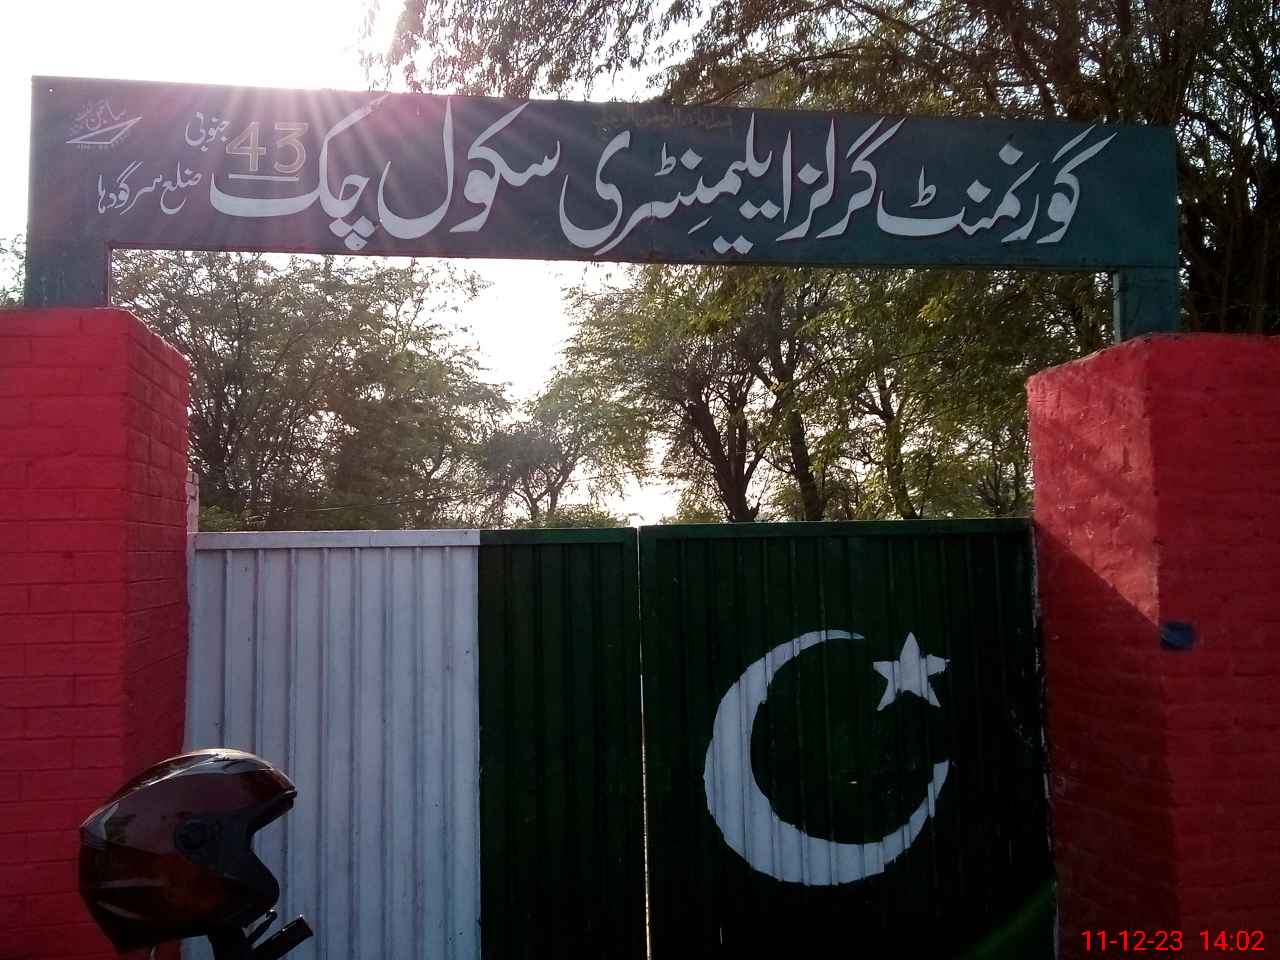 گورنمنٹ گرلز ایلیمنٹری سکول چک 43 جنوبی
ضلع سرگودہا
11-12-23 14:02